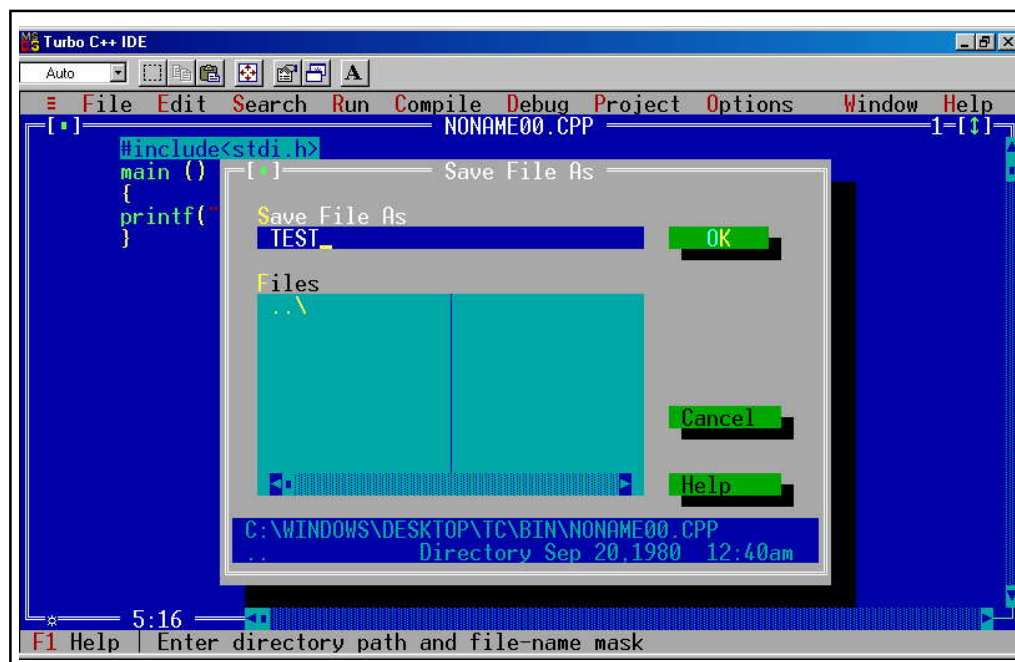 Turbo C++ IDE
Auto A
≡ File Edit Search Run Compile Debug Project Options Window Help
NONAME00.CPP 1=[↕]
#include<stdi.h>
main ()
{
printf("
}
Save File As
Save File As
TEST_
OK
Files
..\
Cancel
Help
C:\WINDOWS\DESKTOP\TC\BIN\NONAME00.CPP
.. Directory Sep 20,1980 12:40am
5:16
F1 Help | Enter directory path and file-name mask